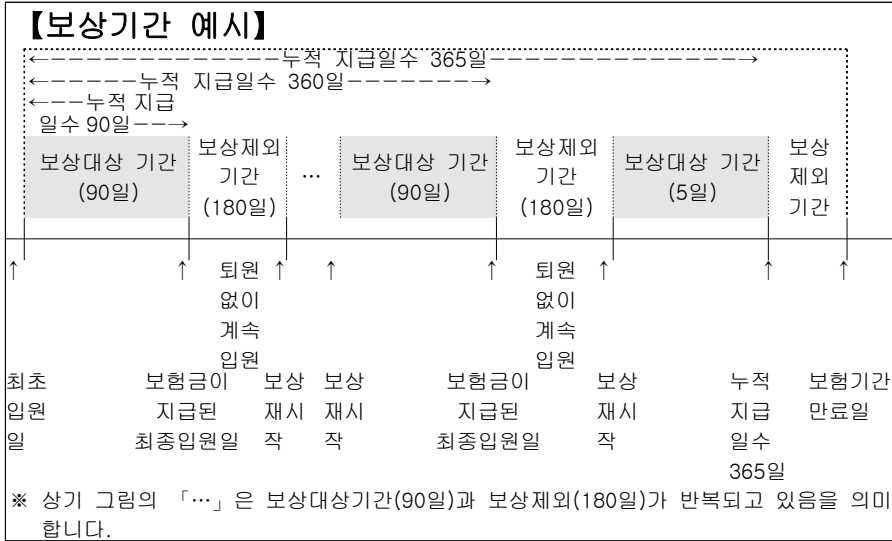 【보상기간 예시】
←−−−−−−−−−−−−−−누적 지급일수 365일−−−−−−−−−−−−−−→
←−−−−−−누적 지급일수 360일−−−−−−−→
←−−누적 지급
일수 90일−−→
보상대상 기간
(90일)
보상제외
기간
(180일)
…
보상대상 기간
(90일)
보상제외
기간
(180일)
보상대상 기간
(5일)
보상
제외
기간
↑ ↑ ↑ ↑ ↑ ↑ ↑ ↑
퇴원
없이
계속
입원
퇴원
없이
계속
입원
최초
입원
일
보험금이
지급된
최종입원일
보상
재시
작
보상
재시
작
보험금이
지급된
최종입원일
보상
재시
작
누적
지급
일수
365일
보험기간
만료일
※ 상기 그림의 「…」은 보상대상기간(90일)과 보상제외(180일)가 반복되고 있음을 의미
합니다.